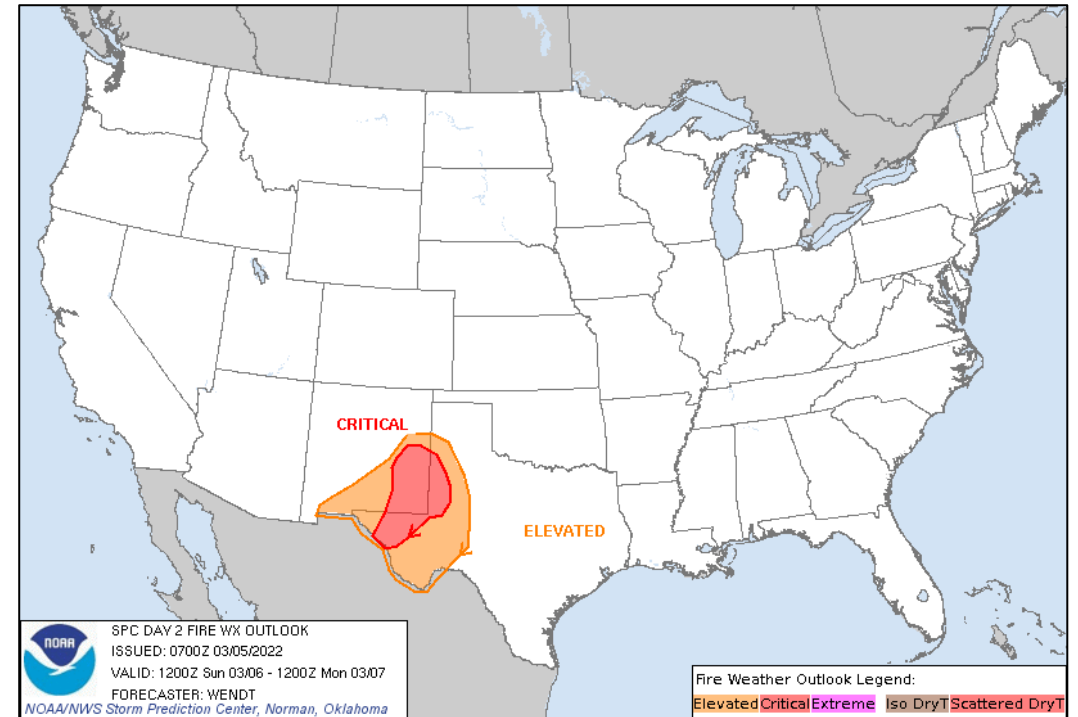 CRITICAL
ELEVATED
NOAA
SPC DAY 2 FIRE WX OUTLOOK
ISSUED: 0700Z 03/05/2022
VALID: 1200Z Sun 03/06 - 1200Z Mon 03/07
FORECASTER: WENDT
NOAA/NWS Storm Prediction Center, Norman, Oklahoma
Fire Weather Outlook Legend:
Elevated Critical Extreme Iso DryT Scattered DryT